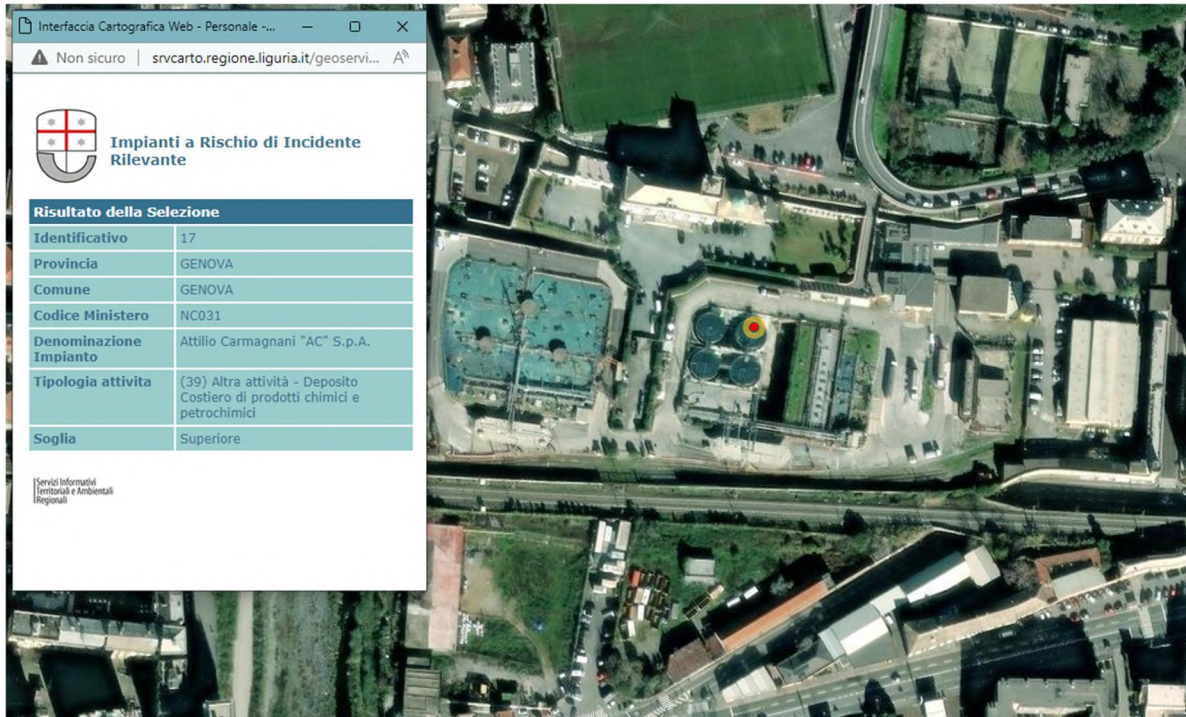 Interfaccia Cartografica Web - Personale -...
Non sicuro | srvcarto.regione.liguria.it/geoservi...
Impianti a Rischio di Incidente
Rilevante
Risultato della Selezione
Identificativo 17
Provincia GENOVA
Comune GENOVA
Codice Ministero NC031
Denominazione Attilio Carmagnani "AC" S.p.A.
Impianto
Tipologia attivita (39) Altra attività - Deposito
Costiero di prodotti chimici e
petrochimici
Soglia Superiore
Servizi Informativi
Territoriali e Ambientali
Regionali